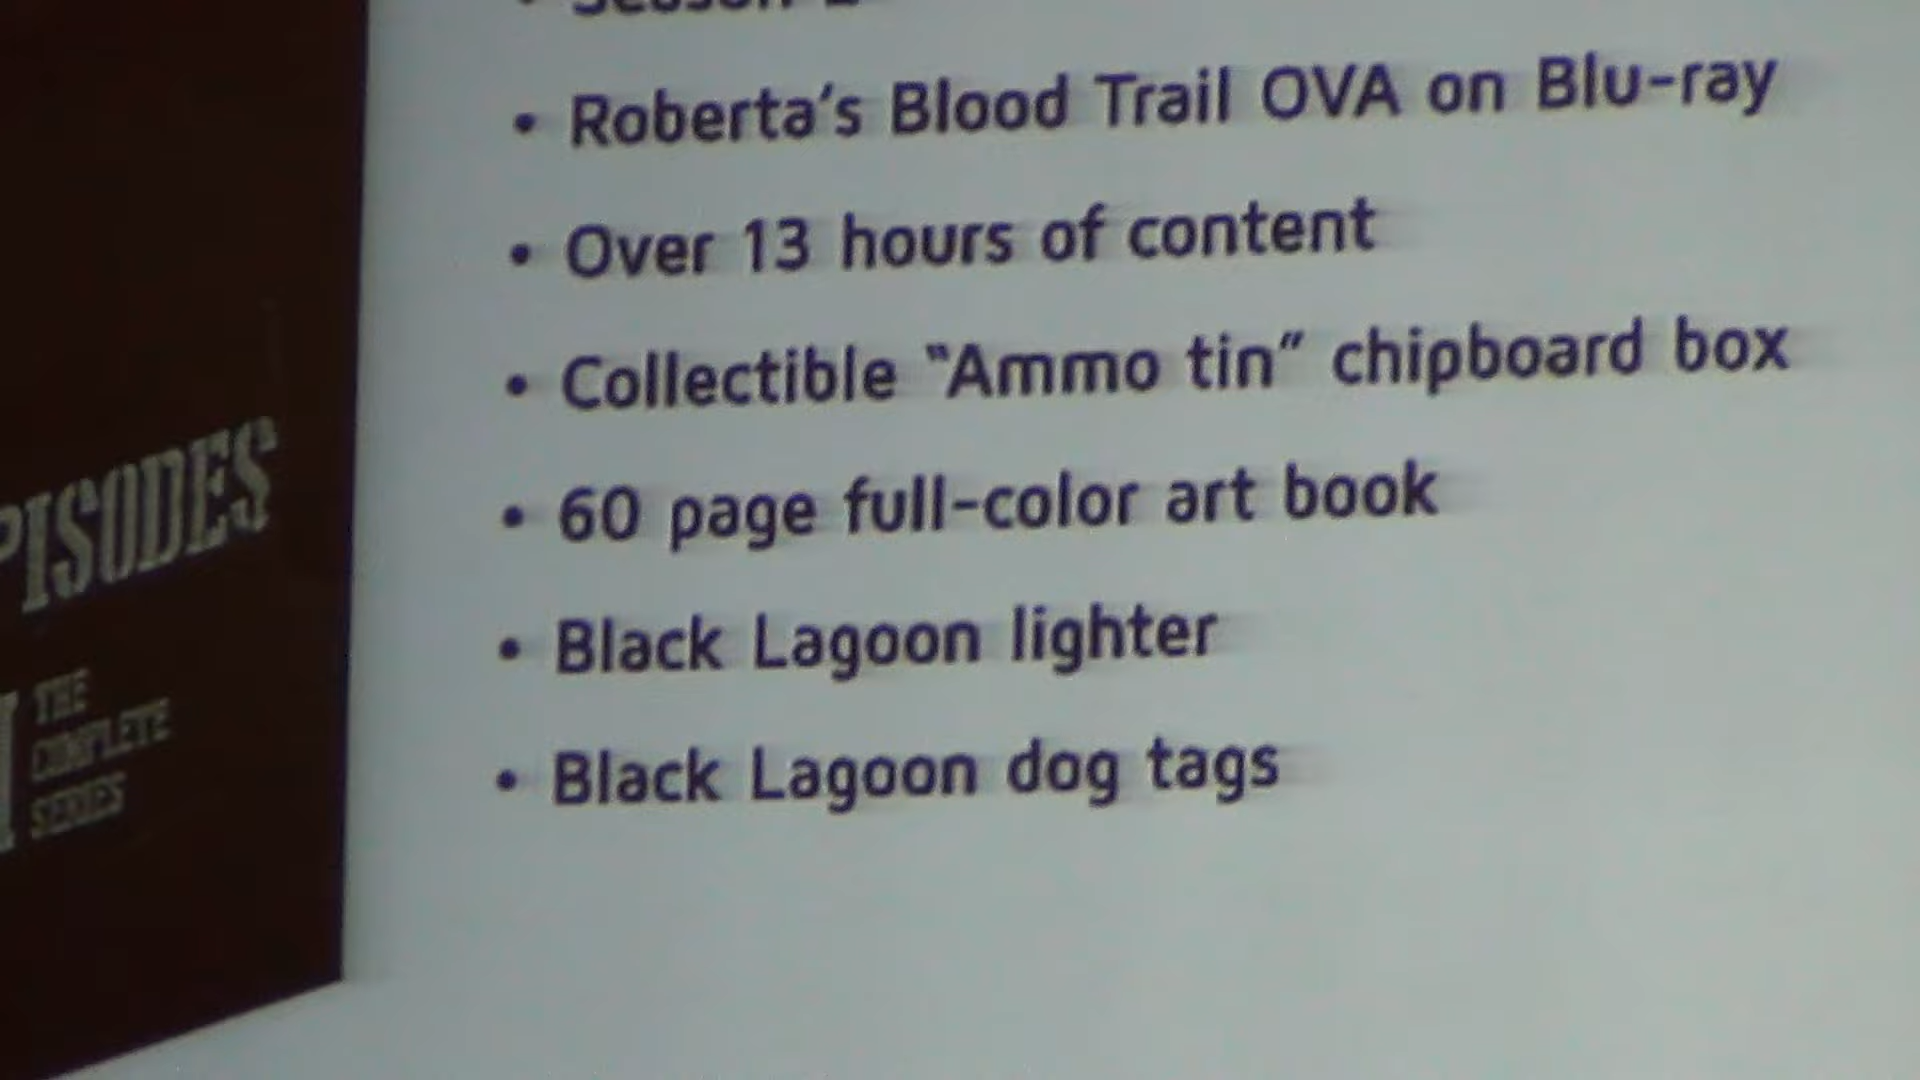 • Roberta's Blood Trail OVA on Blu-ray
• Over 13 hours of content
• Collectible “Ammo tin” chipboard box
• 60 page full-color art book
• Black Lagoon lighter
• Black Lagoon dog tags
PISODES
THE
COMPLETE
SERIES